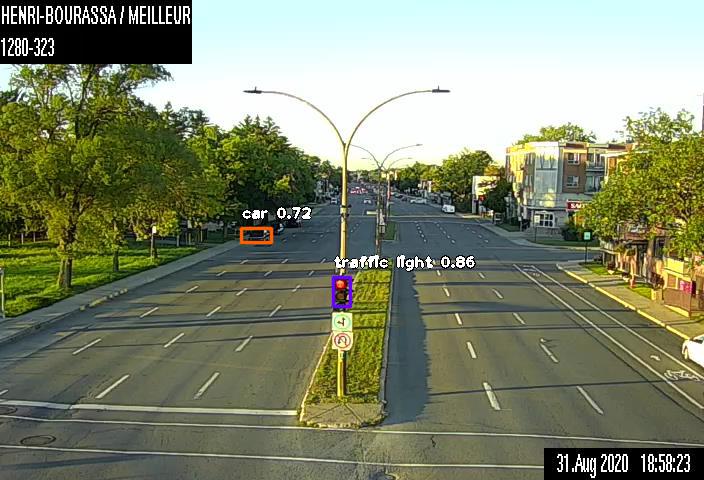 HENRI-BOURASSA / MEILLEUR
1280-323
car 0.72
traffic light 0.86
31.Aug 2020 18:58:23